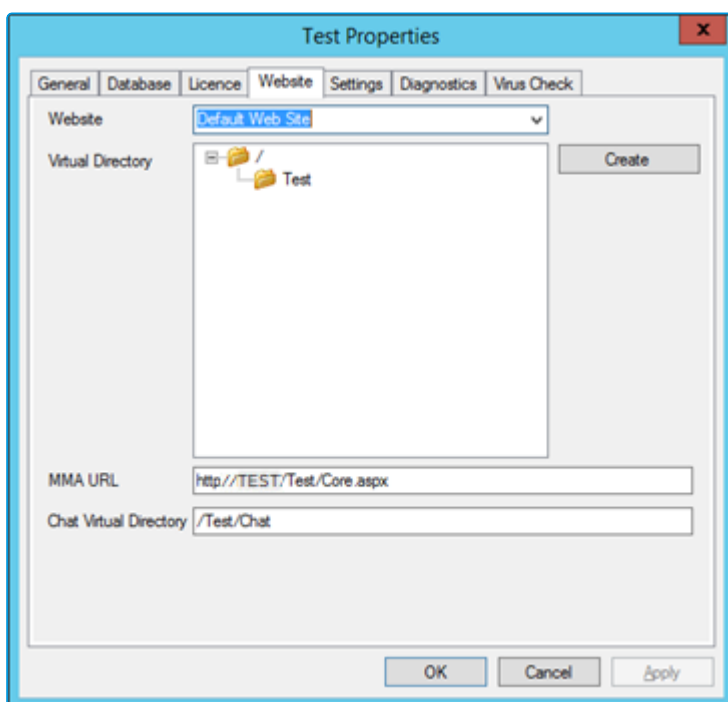 Test Properties
x
General Database Licence Website Settings Diagnostics Virus Check
Website Default Web Site
Virtual Directory / Create
Test
MMA URL http//TEST/Test/Core.aspx
Chat Virtual Directory /Test/Chat
OK Cancel Apply